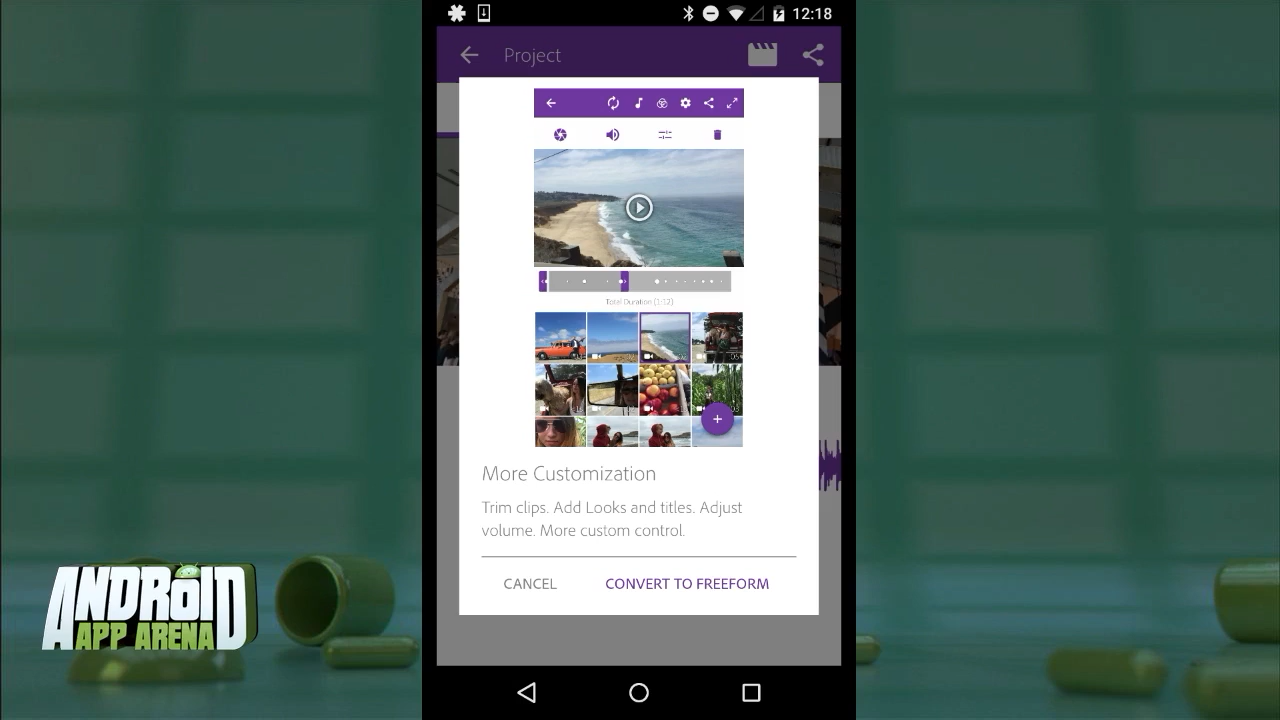 12:18
Project
Total Duration (1:12)
More Customization
Trim clips. Add Looks and titles. Adjust
volume. More custom control.
CANCEL
CONVERT TO FREEFORM
ANDROID
APP ARENA